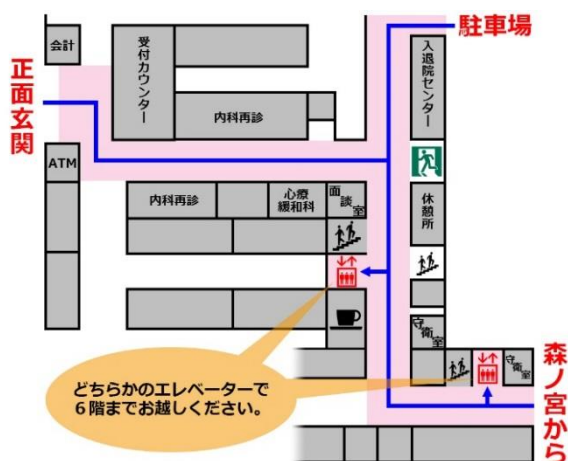 駐車場
会計
受付カウンター
入退院センター
正面玄関
内科再診
ATM
内科再診
心療
緩和科
面談室
休憩所
守衛室
守衛室
どちらかのエレベーターで
６階までお越しください。
森ノ宮から